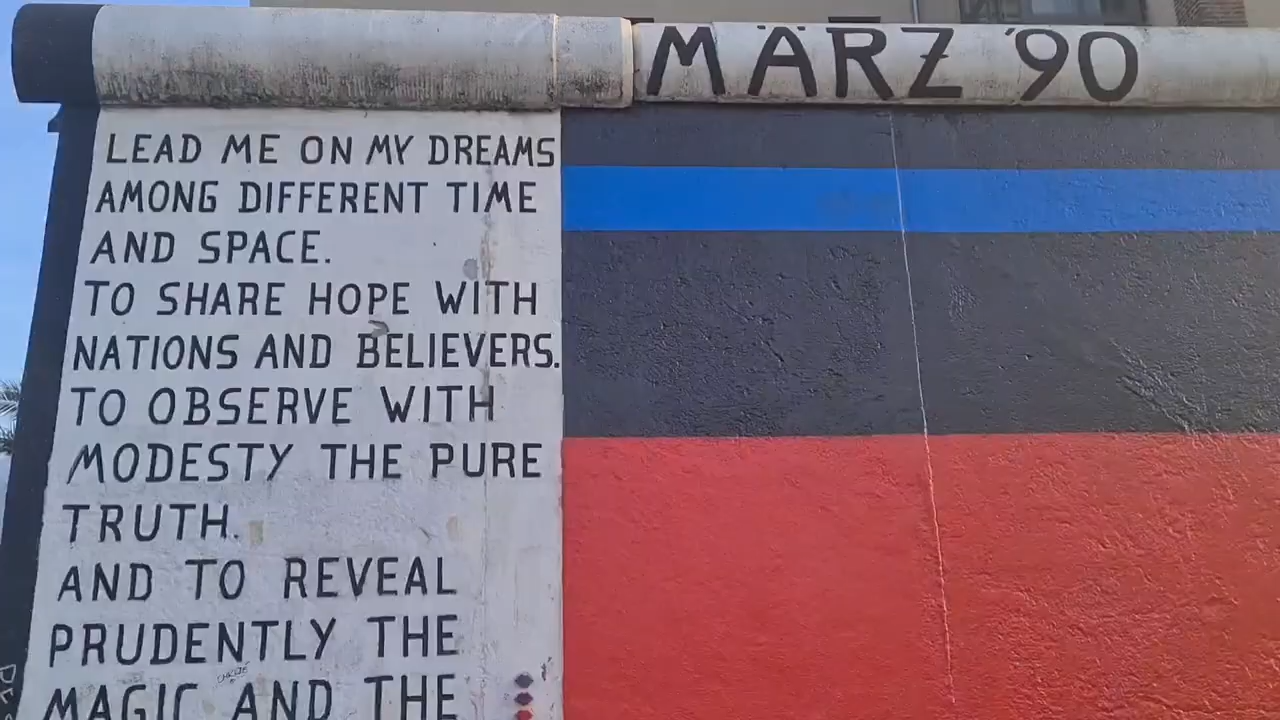 MÄRZ '90
LEAD ME ON MY DREAMS
AMONG DIFFERENT TIME
AND SPACE.
TO SHARE HOPE WITH
NATIONS AND BELIEVERS.
TO OBSERVE WITH
MODESTY THE PURE
TRUTH.
AND TO REVEAL
PRUDENTLY THE
MAGIC AND THE